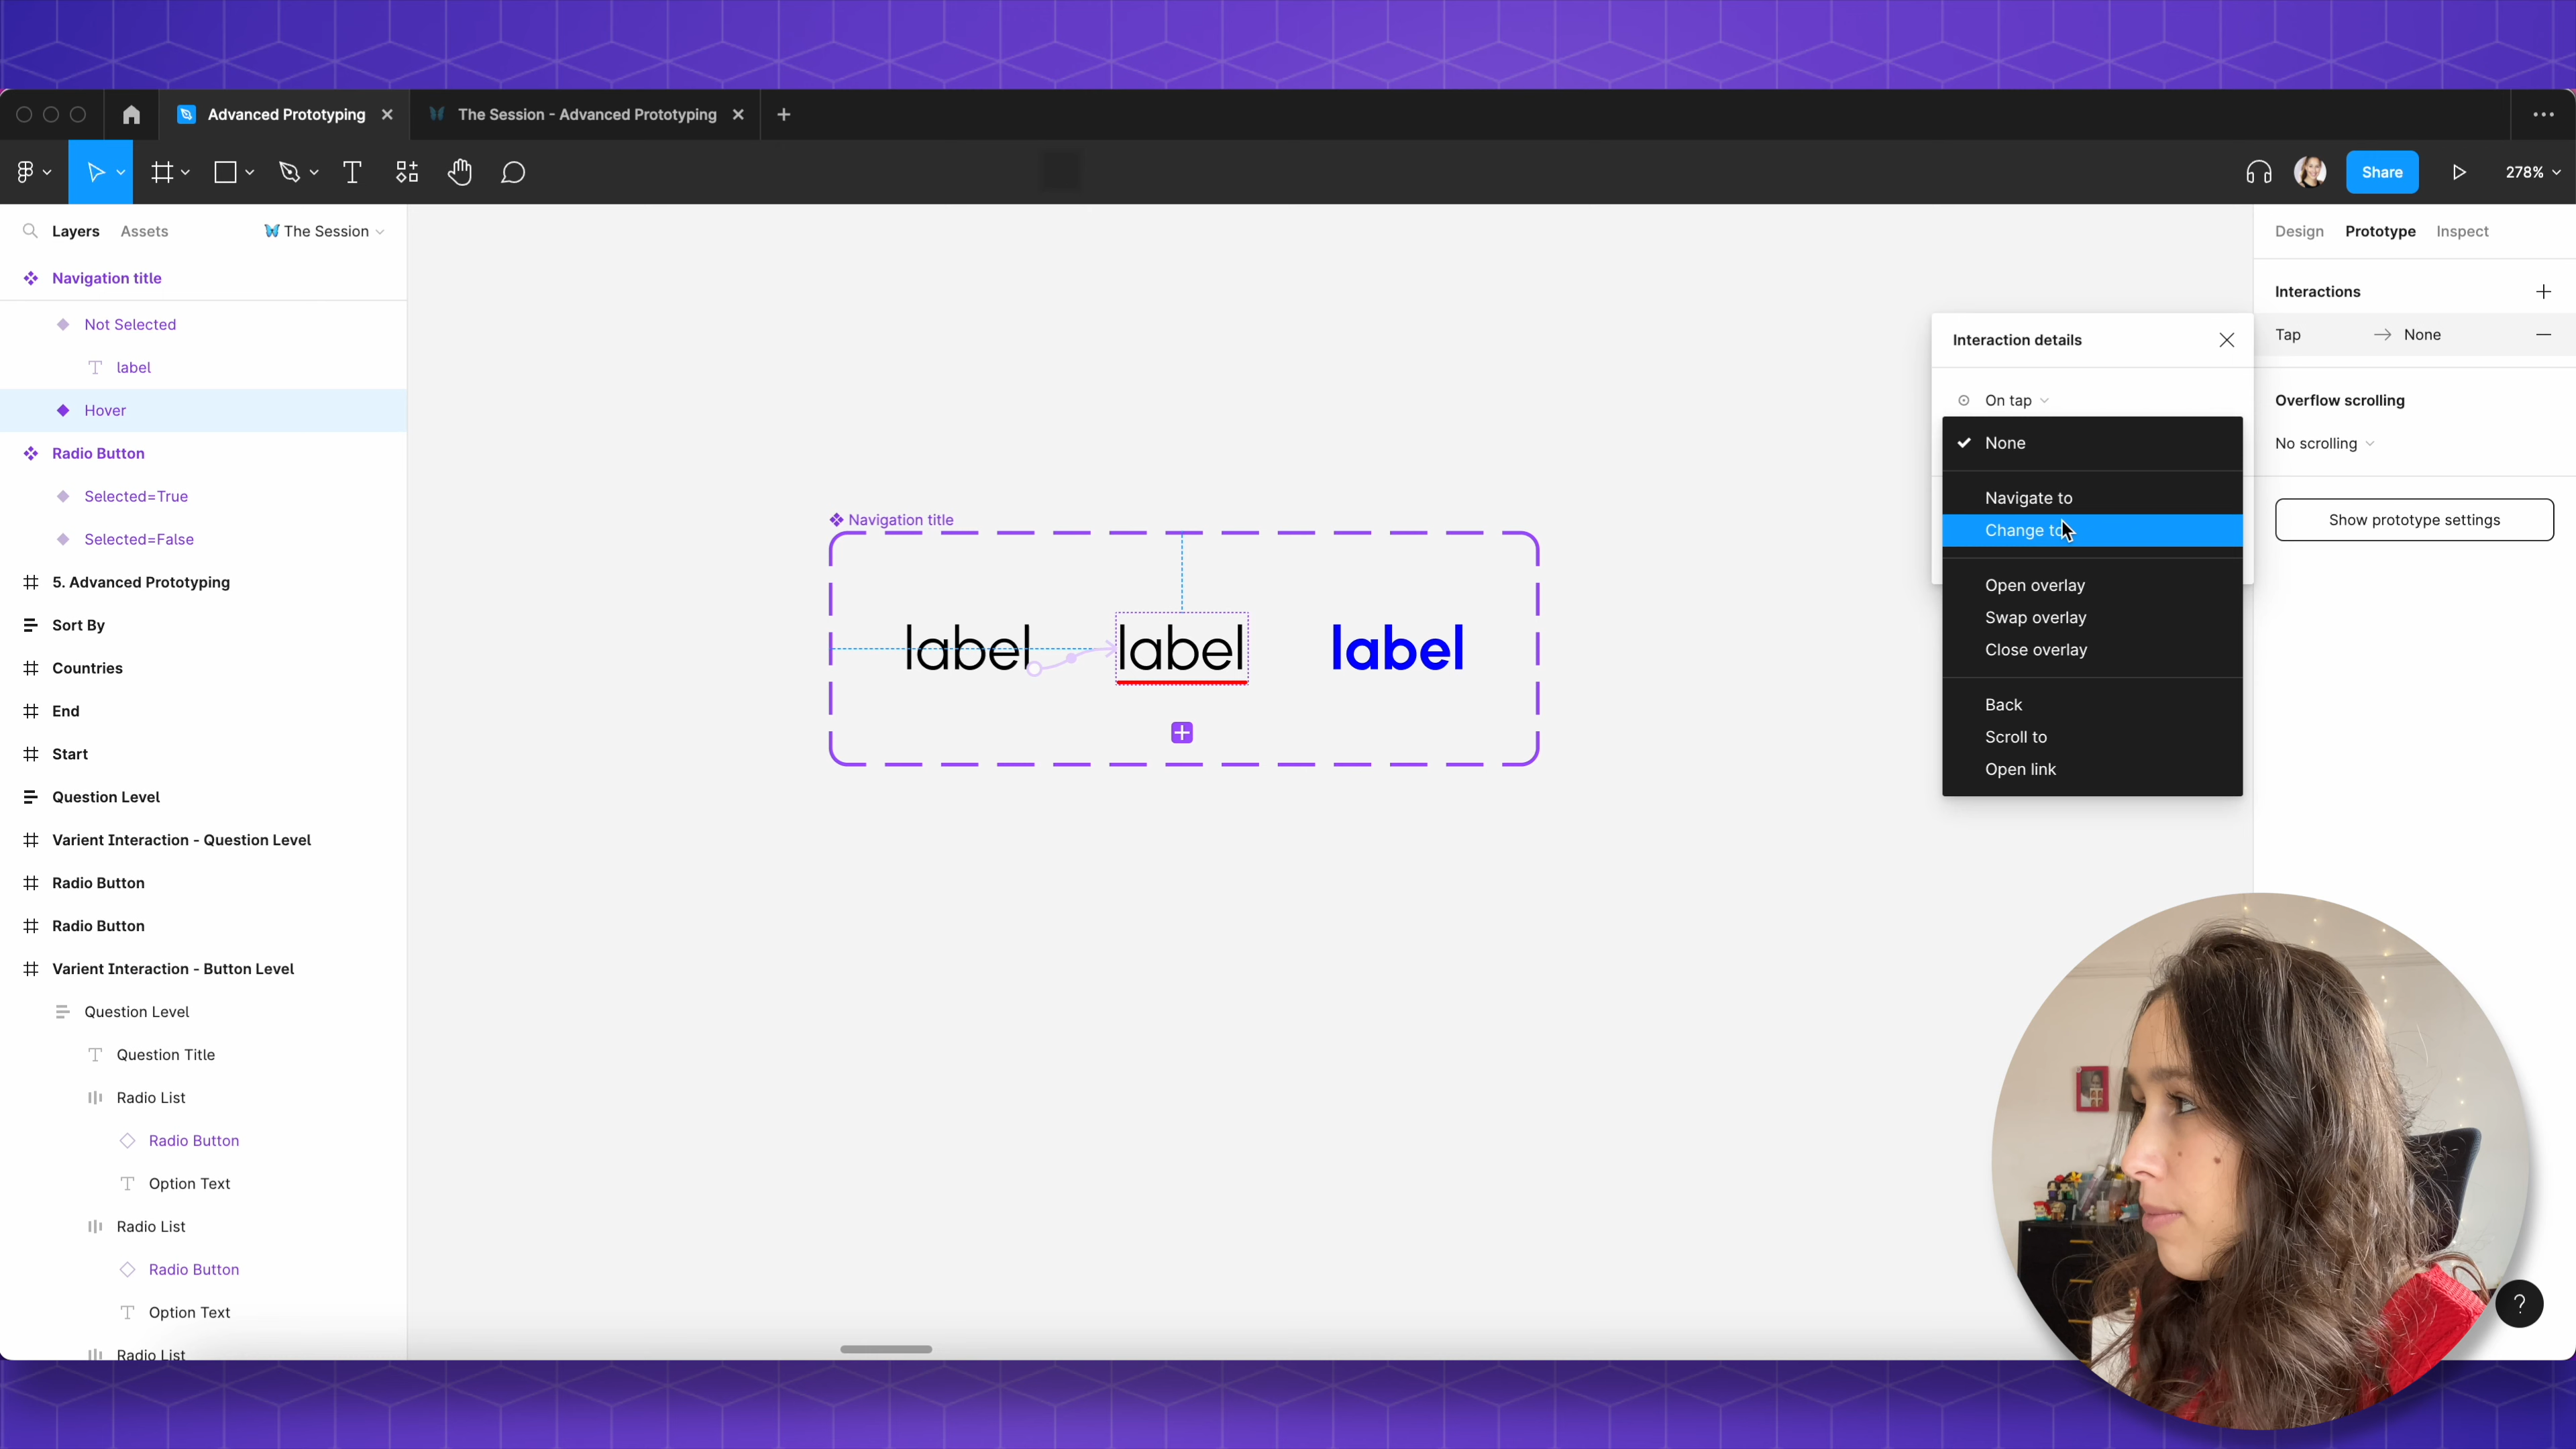 Advanced Prototyping
The Session - Advanced Prototyping
Share
278%
Layers
Assets
The Session
Navigation title
Not Selected
label
Hover
Radio Button
Selected=True
Selected=False
5. Advanced Prototyping
Sort By
Countries
End
Start
Question Level
Varient Interaction - Question Level
Radio Button
Radio Button
Varient Interaction - Button Level
Question Level
Question Title
Radio List
Radio Button
Option Text
Radio List
Radio Button
Option Text
Radio List
Navigation title
label
label
label
Interaction details
On tap
None
Navigate to
Change to
Open overlay
Swap overlay
Close overlay
Back
Scroll to
Open link
Design
Prototype
Inspect
Interactions
Tap
None
Overflow scrolling
No scrolling
Show prototype settings
?